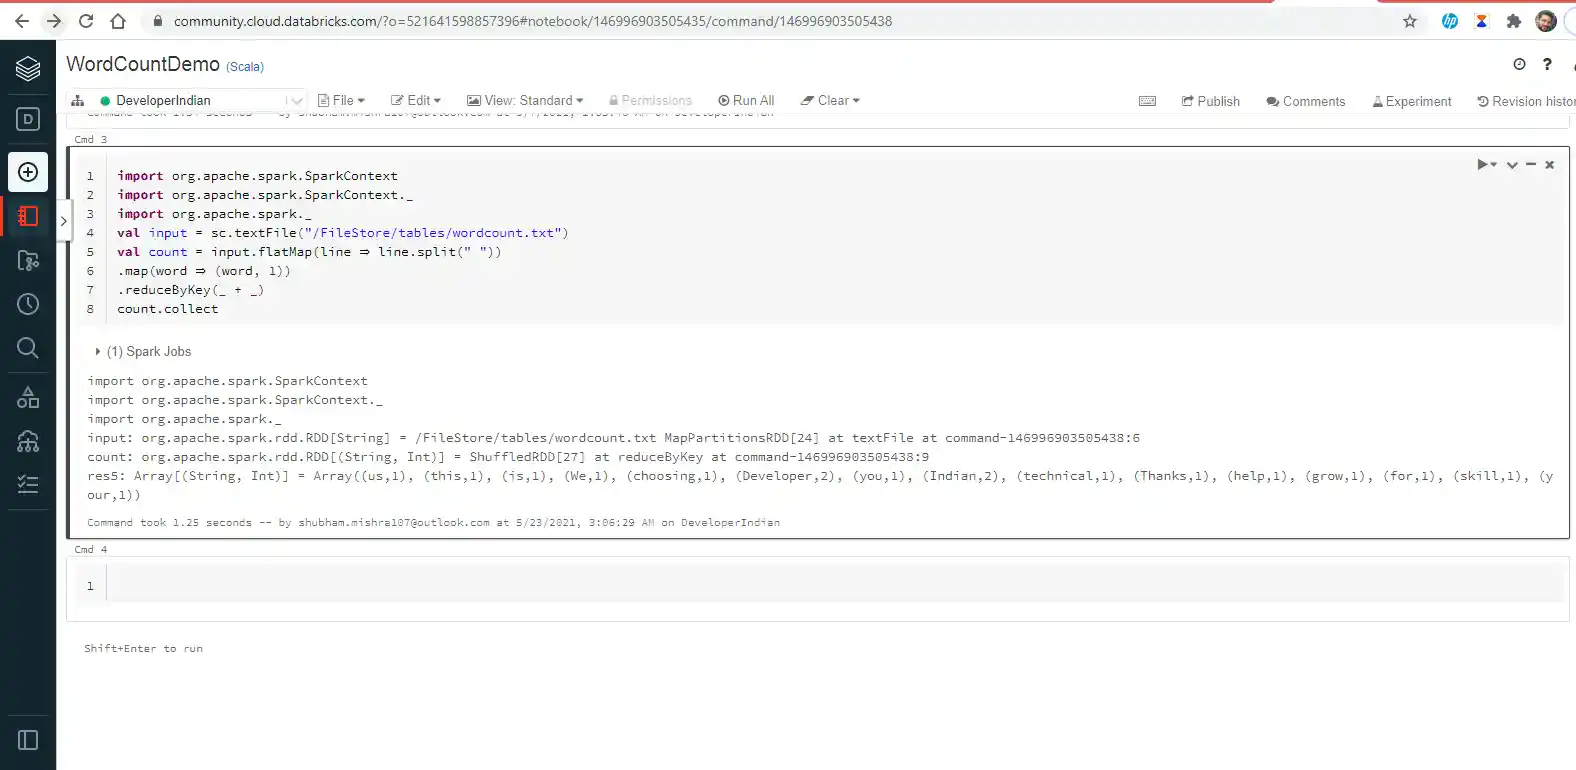 community.cloud.databricks.com/?o=521641598857396#notebook/146996903505435/command/146996903505438
WordCountDemo (Scala)
DeveloperIndian File Edit View: Standard Permissions Run All Clear Publish Comments Experiment Revision histor
Cmd 3
1 import org.apache.spark.SparkContext
2 import org.apache.spark.SparkContext._
3 import org.apache.spark._
4 val input = sc.textFile("/FileStore/tables/wordcount.txt")
5 val count = input.flatMap(line ⇒ line.split(" "))
6 .map(word ⇒ (word, 1))
7 .reduceByKey(_ + _)
8 count.collect
(1) Spark Jobs
import org.apache.spark.SparkContext
import org.apache.spark.SparkContext._
import org.apache.spark._
input: org.apache.spark.rdd.RDD[String] = /FileStore/tables/wordcount.txt MapPartitionsRDD[24] at textFile at command-146996903505438:6
count: org.apache.spark.rdd.RDD[(String, Int)] = ShuffledRDD[27] at reduceByKey at command-146996903505438:9
res5: Array[(String, Int)] = Array((us,1), (this,1), (is,1), (We,1), (choosing,1), (Developer,2), (you,1), (Indian,2), (technical,1), (Thanks,1), (help,1), (grow,1), (for,1), (skill,1), (y
our,1))
Command took 1.25 seconds -- by shubham.mishra107@outlook.com at 5/23/2021, 3:06:29 AM on DeveloperIndian
Cmd 4
1
Shift+Enter to run